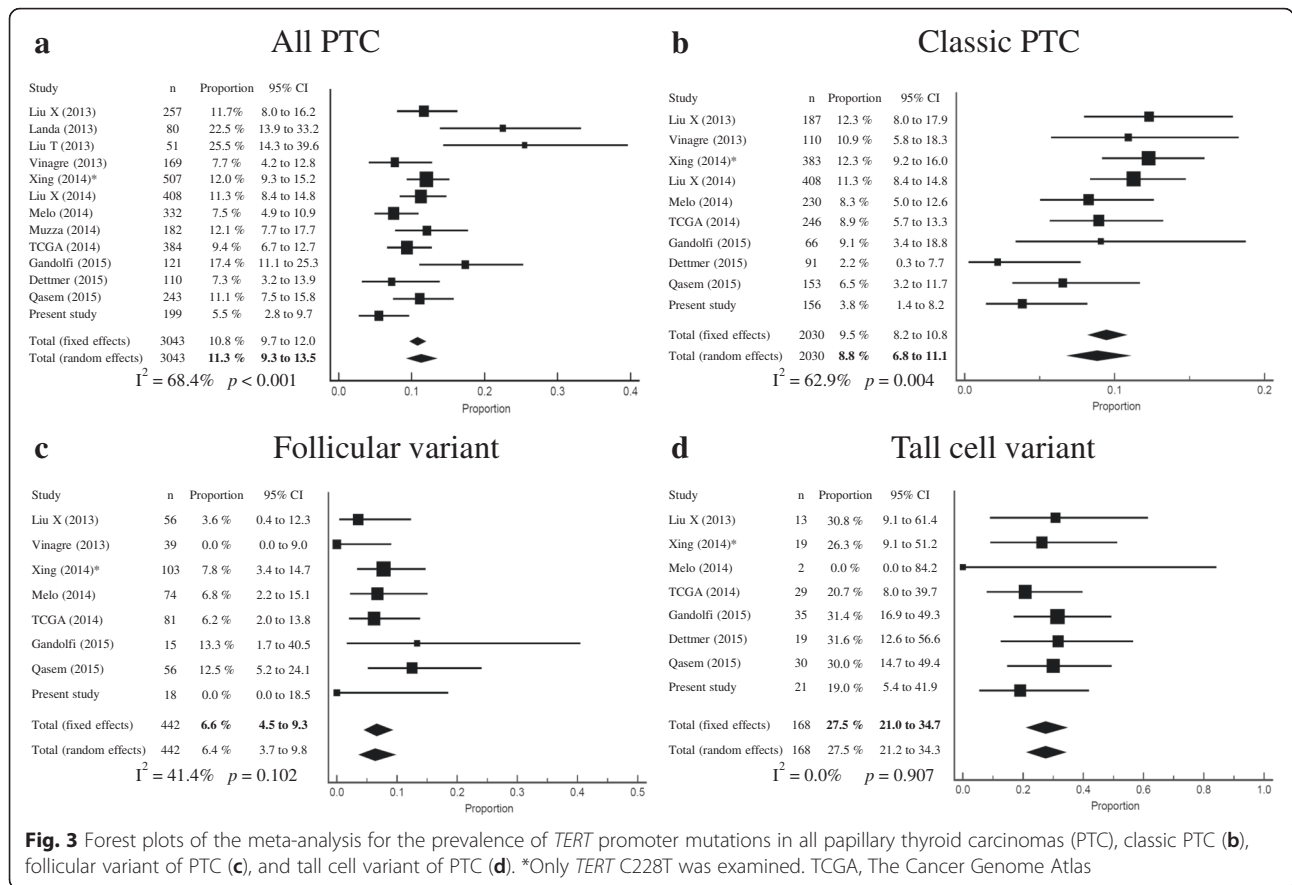 a All PTC
Study n Proportion 95% CI
Liu X (2013) 257 11.7% 8.0 to 16.2
Landa (2013) 80 22.5 % 13.9 to 33.2
Liu T (2013) 51 25.5 % 14.3 to 39.6
Vinagre (2013) 169 7.7 % 4.2 to 12.8
Xing (2014)* 507 12.0 % 9.3 to 15.2
Liu X (2014) 408 11.3 % 8.4 to 14.8
Melo (2014) 332 7.5 % 4.9 to 10.9
Muzza (2014) 182 12.1 % 7.7 to 17.7
TCGA (2014) 384 9.4 % 6.7 to 12.7
Gandolfi (2015) 121 17.4 % 11.1 to 25.3
Dettmer (2015) 110 7.3 % 3.2 to 13.9
Qasem (2015) 243 11.1 % 7.5 to 15.8
Present study 199 5.5 % 2.8 to 9.7
Total (fixed effects) 3043 10.8 % 9.7 to 12.0
Total (random effects) 3043 11.3 % 9.3 to 13.5
I² = 68.4% p < 0.001
0.0 0.1 0.2 0.3 0.4
Proportion
b Classic PTC
Study n Proportion 95% CI
Liu X (2013) 187 12.3 % 8.0 to 17.9
Vinagre (2013) 110 10.9 % 5.8 to 18.3
Xing (2014)* 383 12.3 % 9.2 to 16.0
Liu X (2014) 408 11.3 % 8.4 to 14.8
Melo (2014) 230 8.3 % 5.0 to 12.6
TCGA (2014) 246 8.9 % 5.7 to 13.3
Gandolfi (2015) 66 9.1 % 3.4 to 18.8
Dettmer (2015) 91 2.2 % 0.3 to 7.7
Qasem (2015) 153 6.5 % 3.2 to 11.7
Present study 156 3.8 % 1.4 to 8.2
Total (fixed effects) 2030 9.5 % 8.2 to 10.8
Total (random effects) 2030 8.8 % 6.8 to 11.1
I² = 62.9% p = 0.004
0.0 0.1 0.2
Proportion
c Follicular variant
Study n Proportion 95% CI
Liu X (2013) 56 3.6 % 0.4 to 12.3
Vinagre (2013) 39 0.0 % 0.0 to 9.0
Xing (2014)* 103 7.8 % 3.4 to 14.7
Melo (2014) 74 6.8 % 2.2 to 15.1
TCGA (2014) 81 6.2 % 2.0 to 13.8
Gandolfi (2015) 15 13.3 % 1.7 to 40.5
Qasem (2015) 56 12.5 % 5.2 to 24.1
Present study 18 0.0 % 0.0 to 18.5
Total (fixed effects) 442 6.6 % 4.5 to 9.3
Total (random effects) 442 6.4 % 3.7 to 9.8
I² = 41.4% p = 0.102
0.0 0.1 0.2 0.3 0.4 0.5
Proportion
d Tall cell variant
Study n Proportion 95% CI
Liu X (2013) 13 30.8 % 9.1 to 61.4
Xing (2014)* 19 26.3 % 9.1 to 51.2
Melo (2014) 2 0.0 % 0.0 to 84.2
TCGA (2014) 29 20.7 % 8.0 to 39.7
Gandolfi (2015) 35 31.4 % 16.9 to 49.3
Dettmer (2015) 19 31.6 % 12.6 to 56.6
Qasem (2015) 30 30.0 % 14.7 to 49.4
Present study 21 19.0 % 5.4 to 41.9
Total (fixed effects) 168 27.5 % 21.0 to 34.7
Total (random effects) 168 27.5 % 21.2 to 34.3
I² = 0.0% p = 0.907
0.0 0.2 0.4 0.6 0.8 1.0
Proportion
Fig. 3 Forest plots of the meta-analysis for the prevalence of TERT promoter mutations in all papillary thyroid carcinomas (PTC), classic PTC (b),
follicular variant of PTC (c), and tall cell variant of PTC (d). *Only TERT C228T was examined. TCGA, The Cancer Genome Atlas